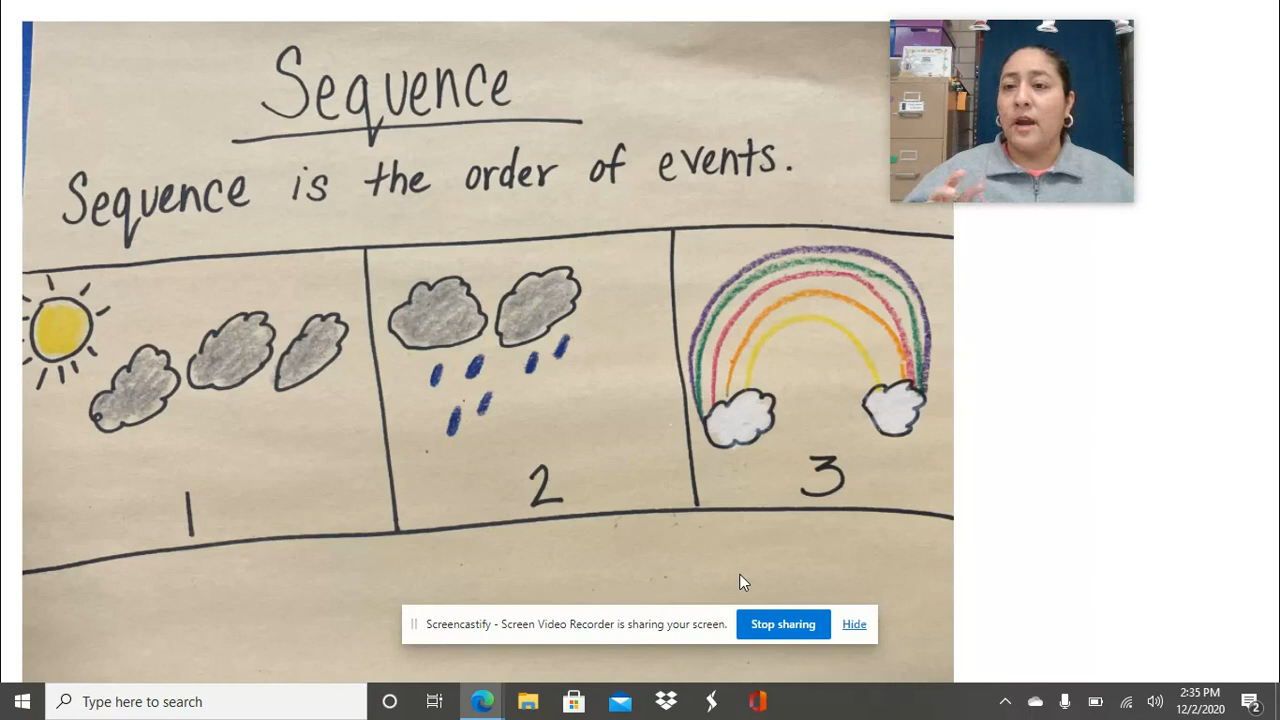 Sequence
Sequence is the order of events.
1
2
3
Screencastify - Screen Video Recorder is sharing your screen.
Stop sharing
Hide
Type here to search
2:35 PM
12/2/2020
2